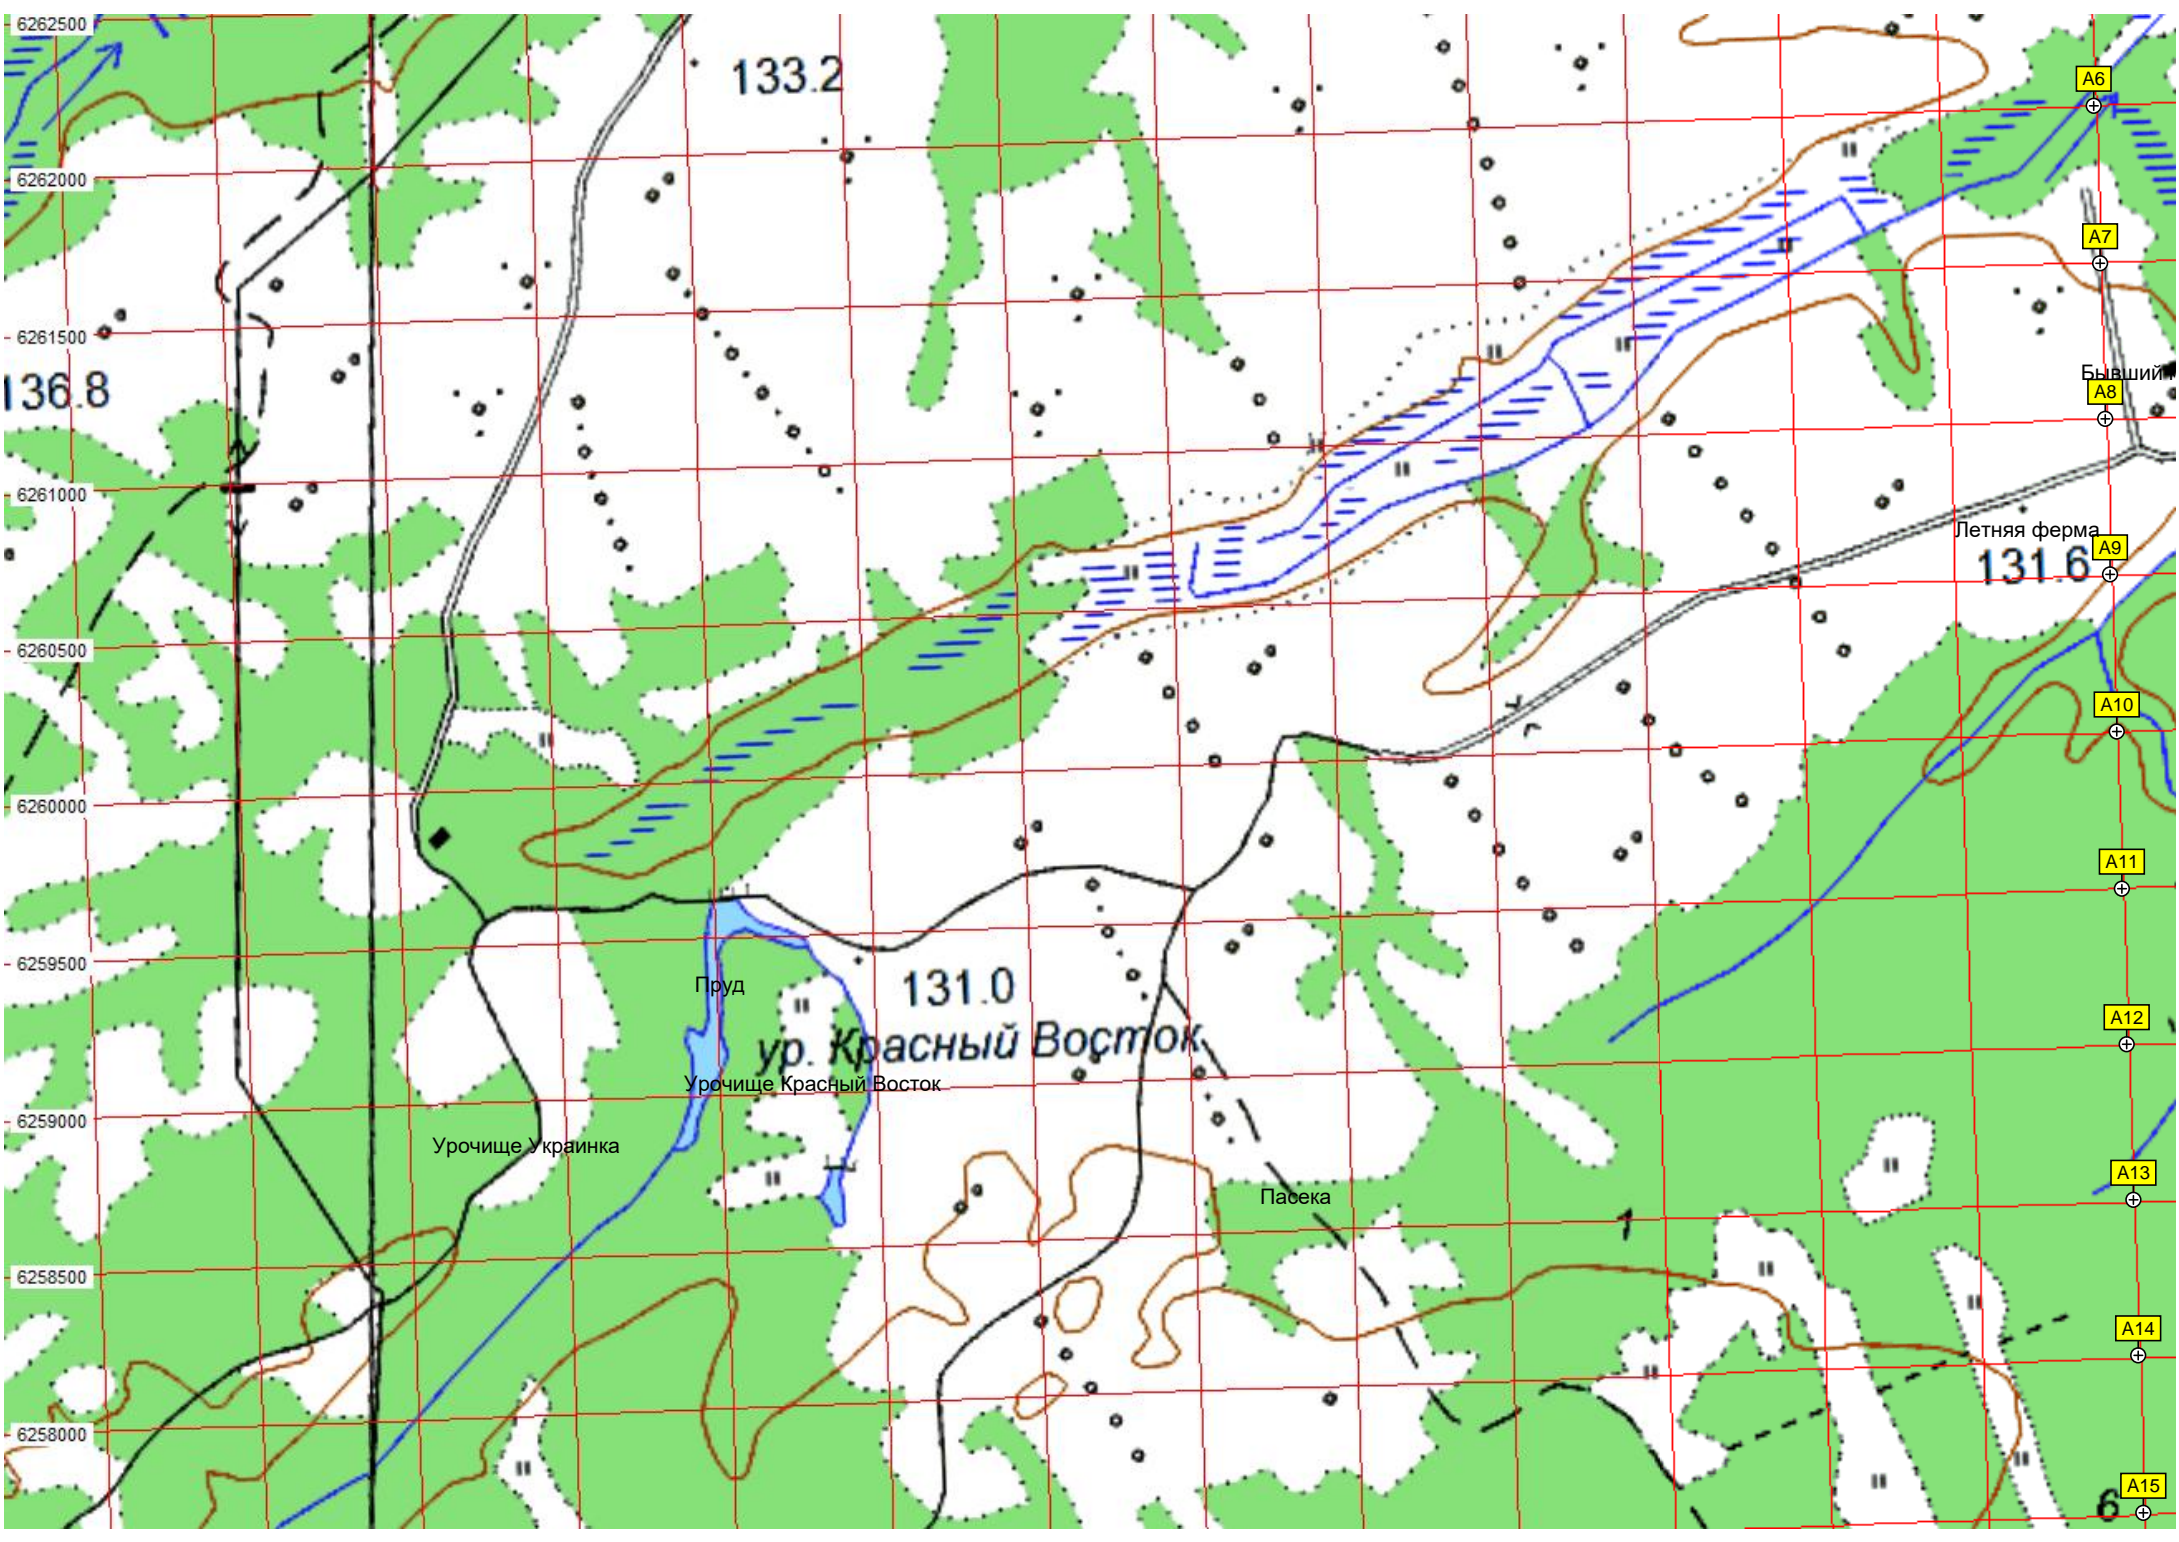 6262500
A6
133.2
6262000
A7
6261500
Бывший
136.8
A8
6261000
Летняя ферма
A9
131.6
6260500
A10
6260000
A11
6259500
Пруд
131.0
A12
ур. Красный Восток
Урочище Красный Восток
6259000
Урочище Украинка
A13
Пасека
1
6258500
A14
6258000
A15
6